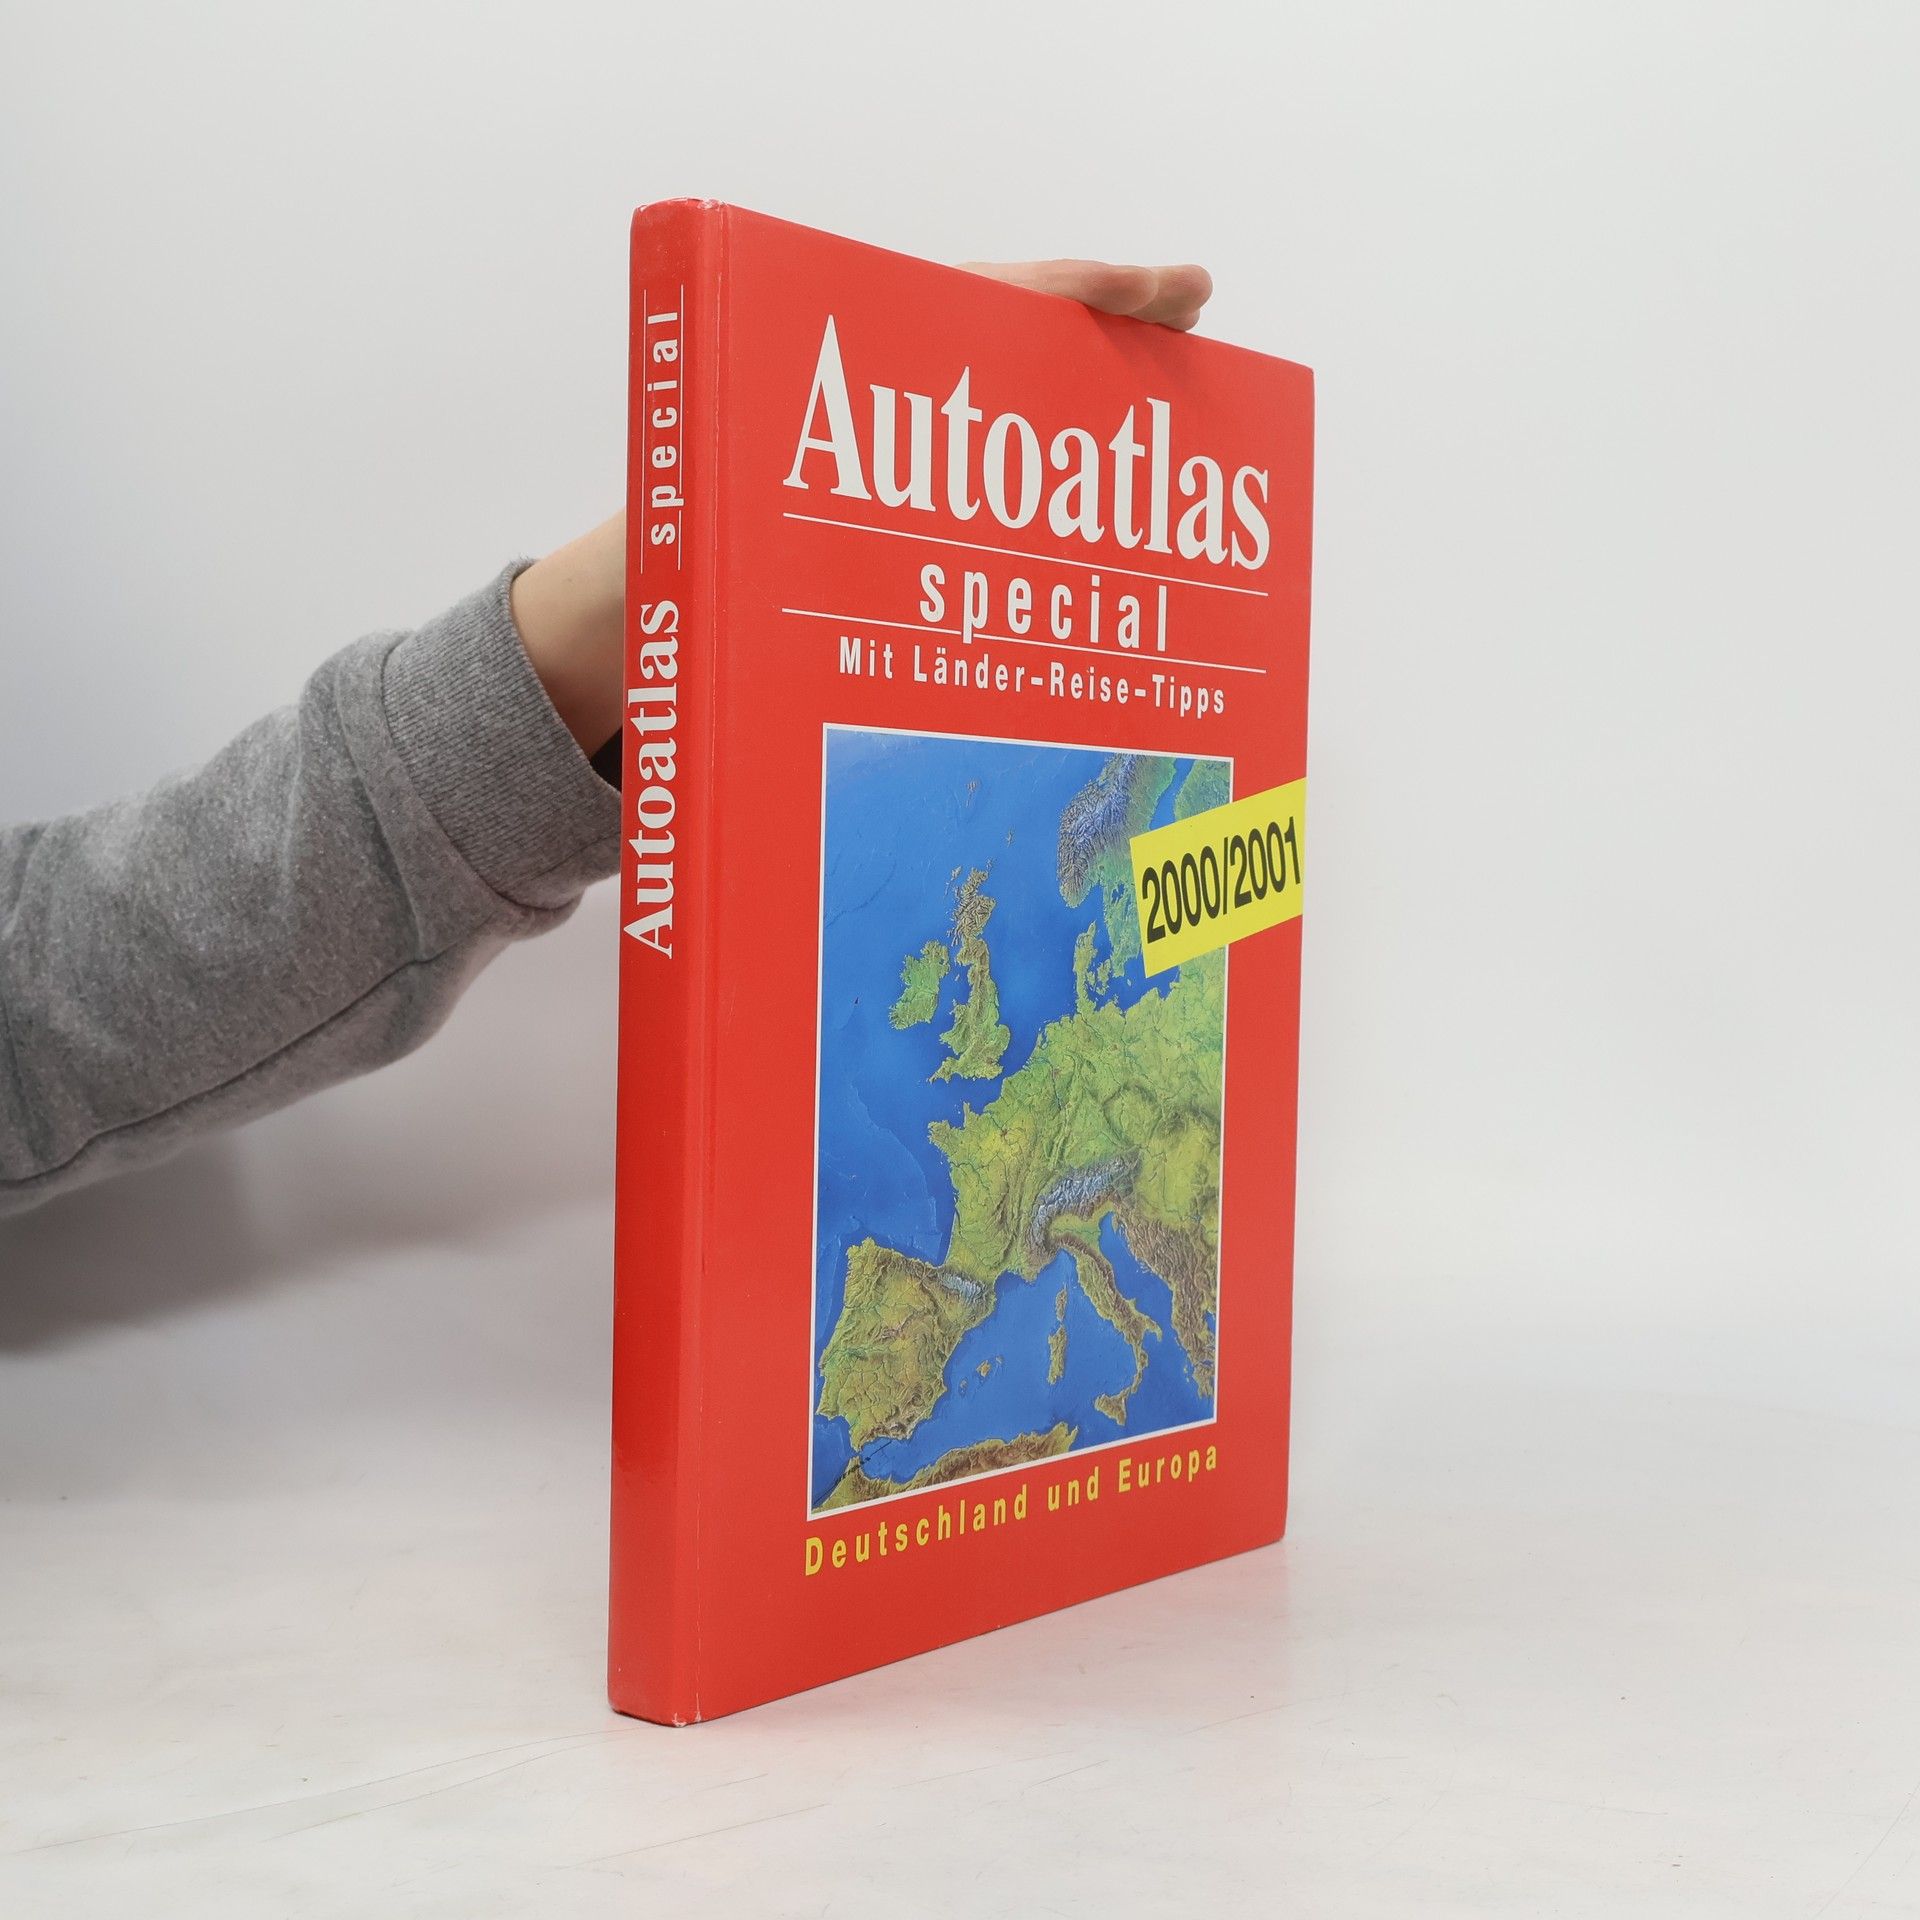 Autoatlas special
Autoatlas
special
Mit Länder-Reise-Tipps
2000/2001
Deutschland und Europa